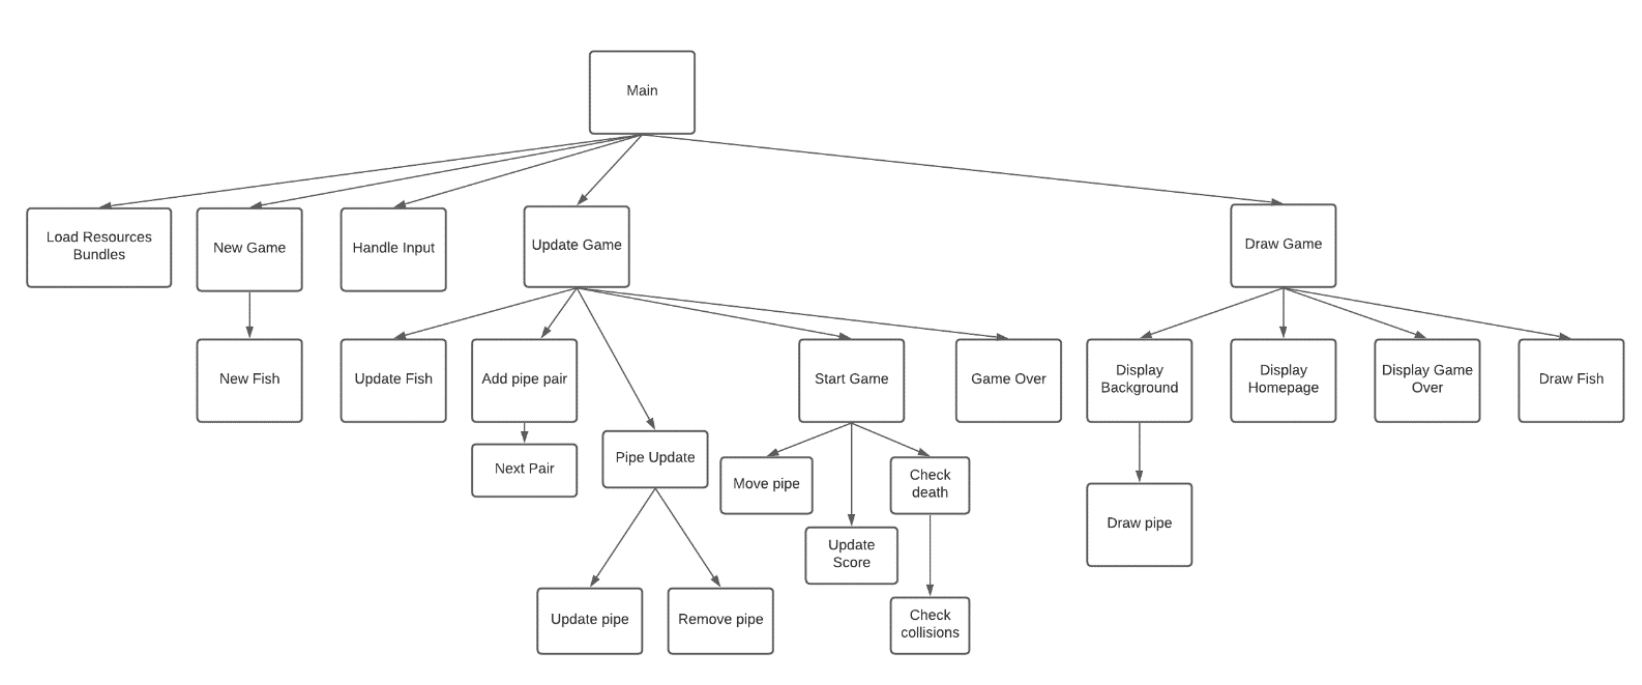 Main
Load Resources
Bundles
New Game
Handle Input
Update Game
Draw Game
New Fish
Update Fish
Add pipe pair
Start Game
Game Over
Display
Background
Display
Homepage
Display Game
Over
Draw Fish
Next Pair
Pipe Update
Move pipe
Check
death
Draw pipe
Update
Score
Update pipe
Remove pipe
Check
collisions